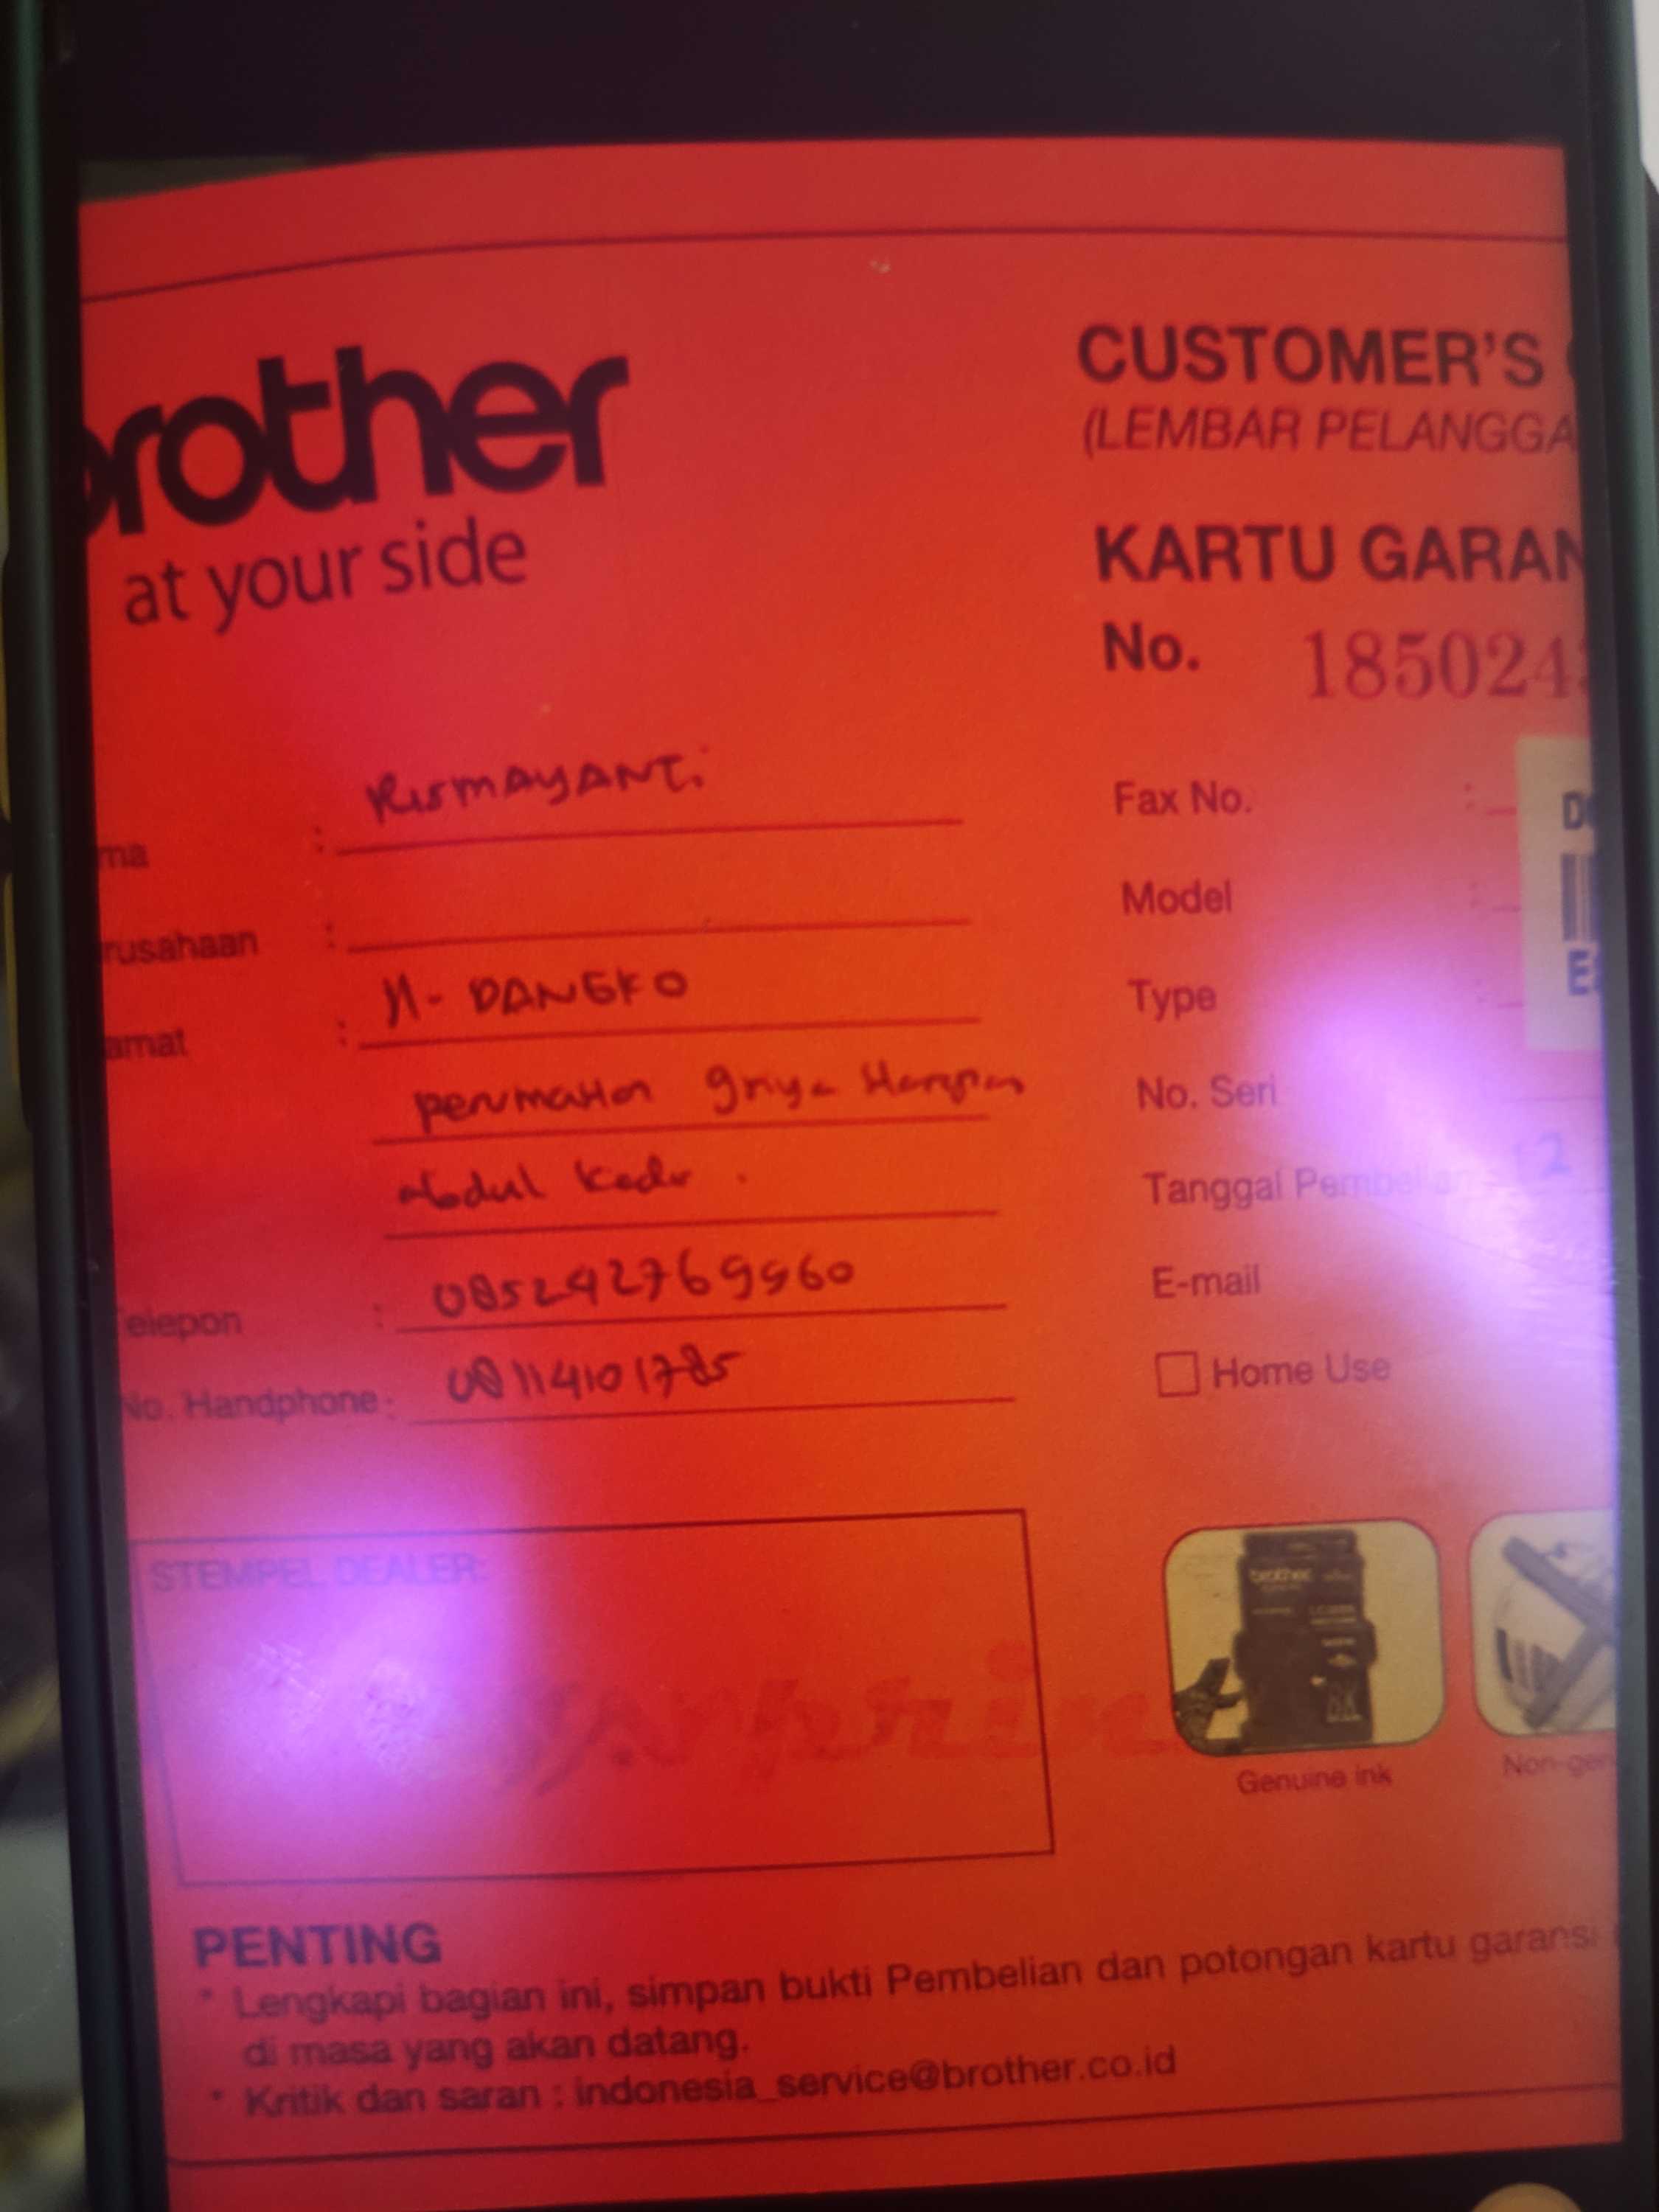 brother
at your side
CUSTOMER'S
(LEMBAR PELANGGA
KARTU GARAN
No. 185024
ma : RISMAYANTi
rusahaan :
amat : Jl. DANGKO
perumahan griya Harapan
abdul kadir .
elepon :
No. Handphone : 08114101785
Fax No. :
Model :
Type :
No. Seri
Tanggal Pembelian : 12
E-mail
Home Use
STEMPEL DEALER:
Genuine ink
Non-gen
PENTING
* Lengkapi bagian ini, simpan bukti Pembelian dan potongan kartu garansi
di masa yang akan datang.
* Kritik dan saran : indonesia_service@brother.co.id